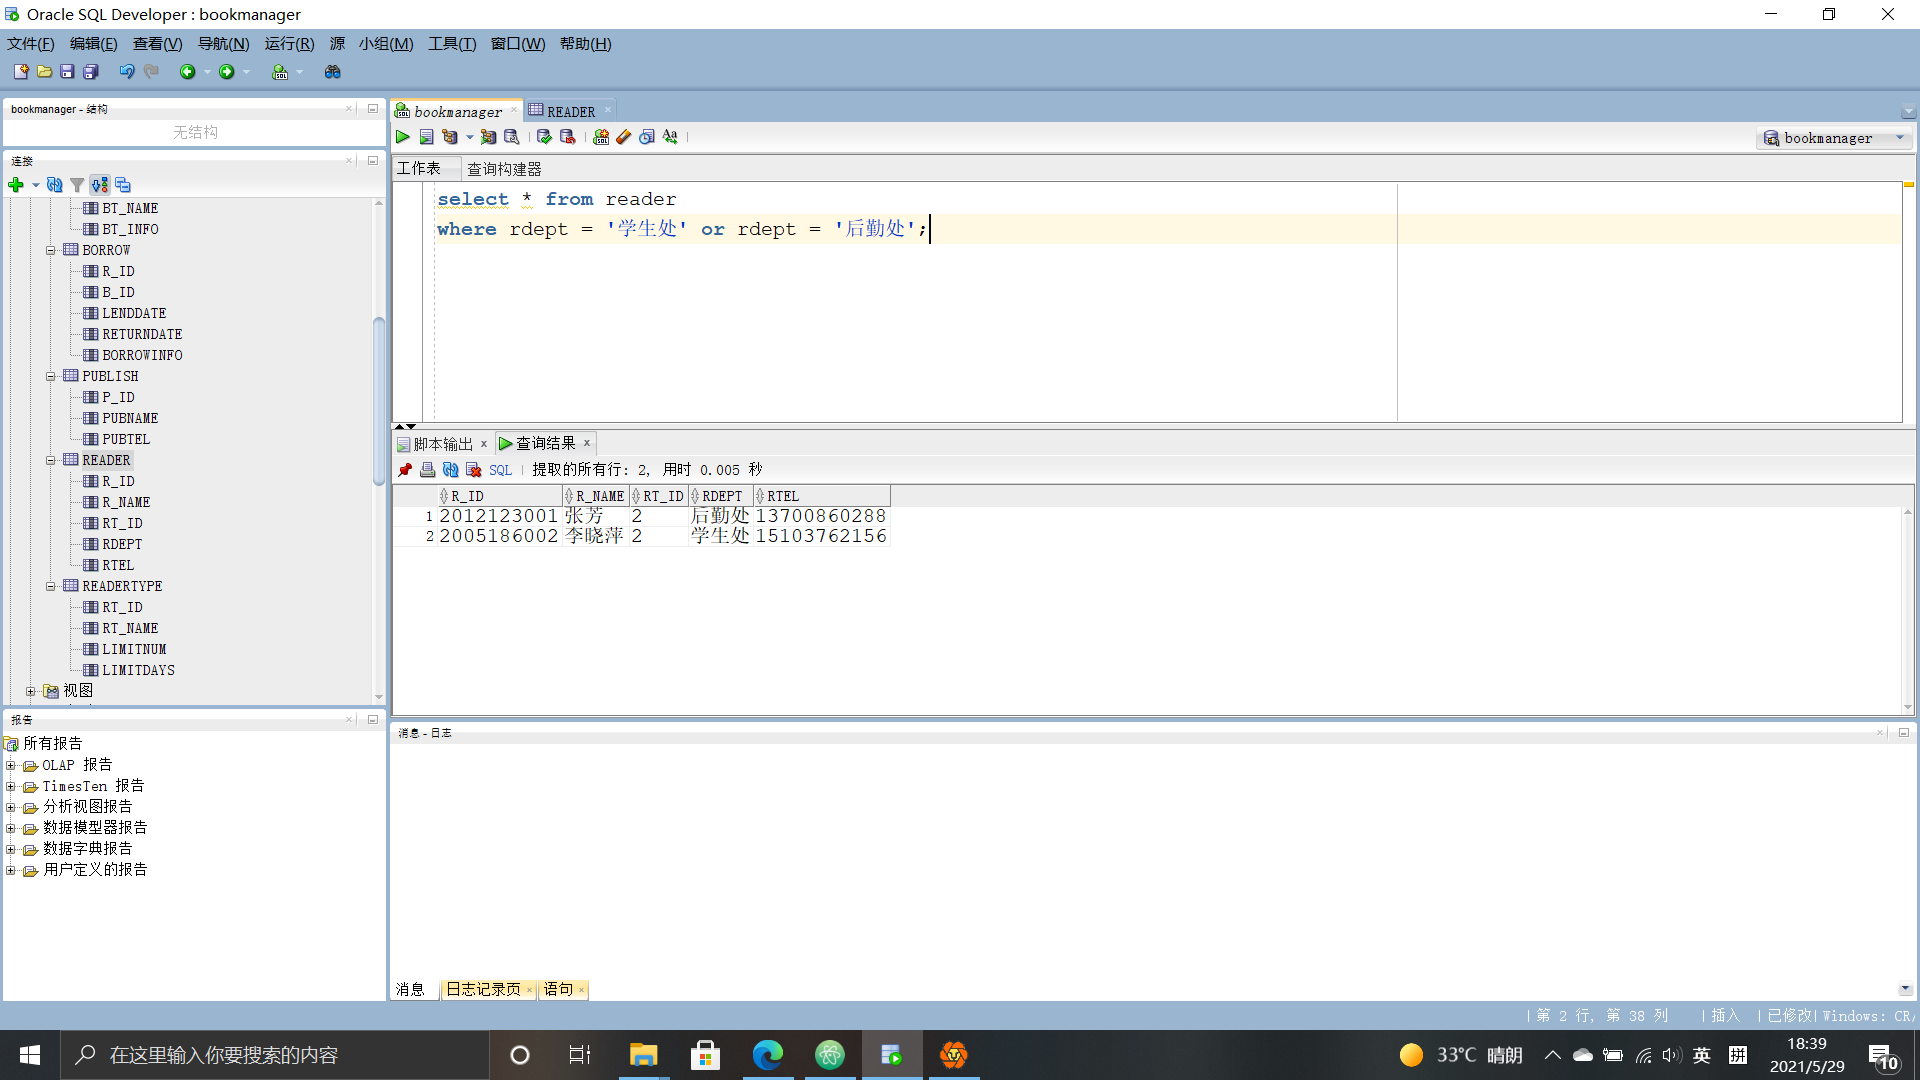 Oracle SQL Developer : bookmanager
文件(F) 编辑(E) 查看(V) 导航(N) 运行(R) 源 小组(M) 工具(T) 窗口(W) 帮助(H)
bookmanager - 结构
无结构
连接
BT_NAME
BT_INFO
BORROW
R_ID
B_ID
LENDDATE
RETURNDATE
BORROWINFO
PUBLISH
P_ID
PUBNAME
PUBTEL
READER
R_ID
R_NAME
RT_ID
RDEPT
RTEL
READERTYPE
RT_ID
RT_NAME
LIMITNUM
LIMITDAYS
视图
报告
所有报告
OLAP 报告
TimesTen 报告
分析视图报告
数据模型器报告
数据字典报告
用户定义的报告
bookmanager READER
bookmanager
工作表 查询构建器
select * from reader
where rdept = '学生处' or rdept = '后勤处';
脚本输出 x 查询结果 x
SQL | 提取的所有行: 2, 用时 0.005 秒
R_ID R_NAME RT_ID RDEPT RTEL
1 2012123001 张芳 2 后勤处 13700860288
2 2005186002 李晓萍 2 学生处 15103762156
消息 - 日志
消息 日志记录页 语句
| 第 2 行, 第 38 列 | 插入 | 已修改| Windows: CR/
在这里输入你要搜索的内容
33°C 晴朗
英
拼
18:39
2021/5/29
10